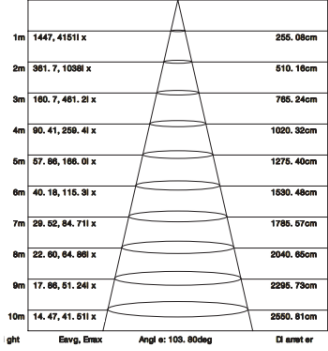 1m 1447, 4151lx 255.08cm
2m 361.7, 1038lx 510.16cm
3m 160.7, 461.2lx 765.24cm
4m 90.41, 259.4lx 1020.32cm
5m 57.86, 166.0lx 1275.40cm
6m 40.18, 115.3lx 1530.48cm
7m 29.52, 84.71lx 1785.57cm
8m 22.60, 64.86lx 2040.65cm
9m 17.86, 51.24lx 2295.73cm
10m 14.47, 41.51lx 2550.81cm
ight Eavg, Emax Angle: 103.80deg Diameter